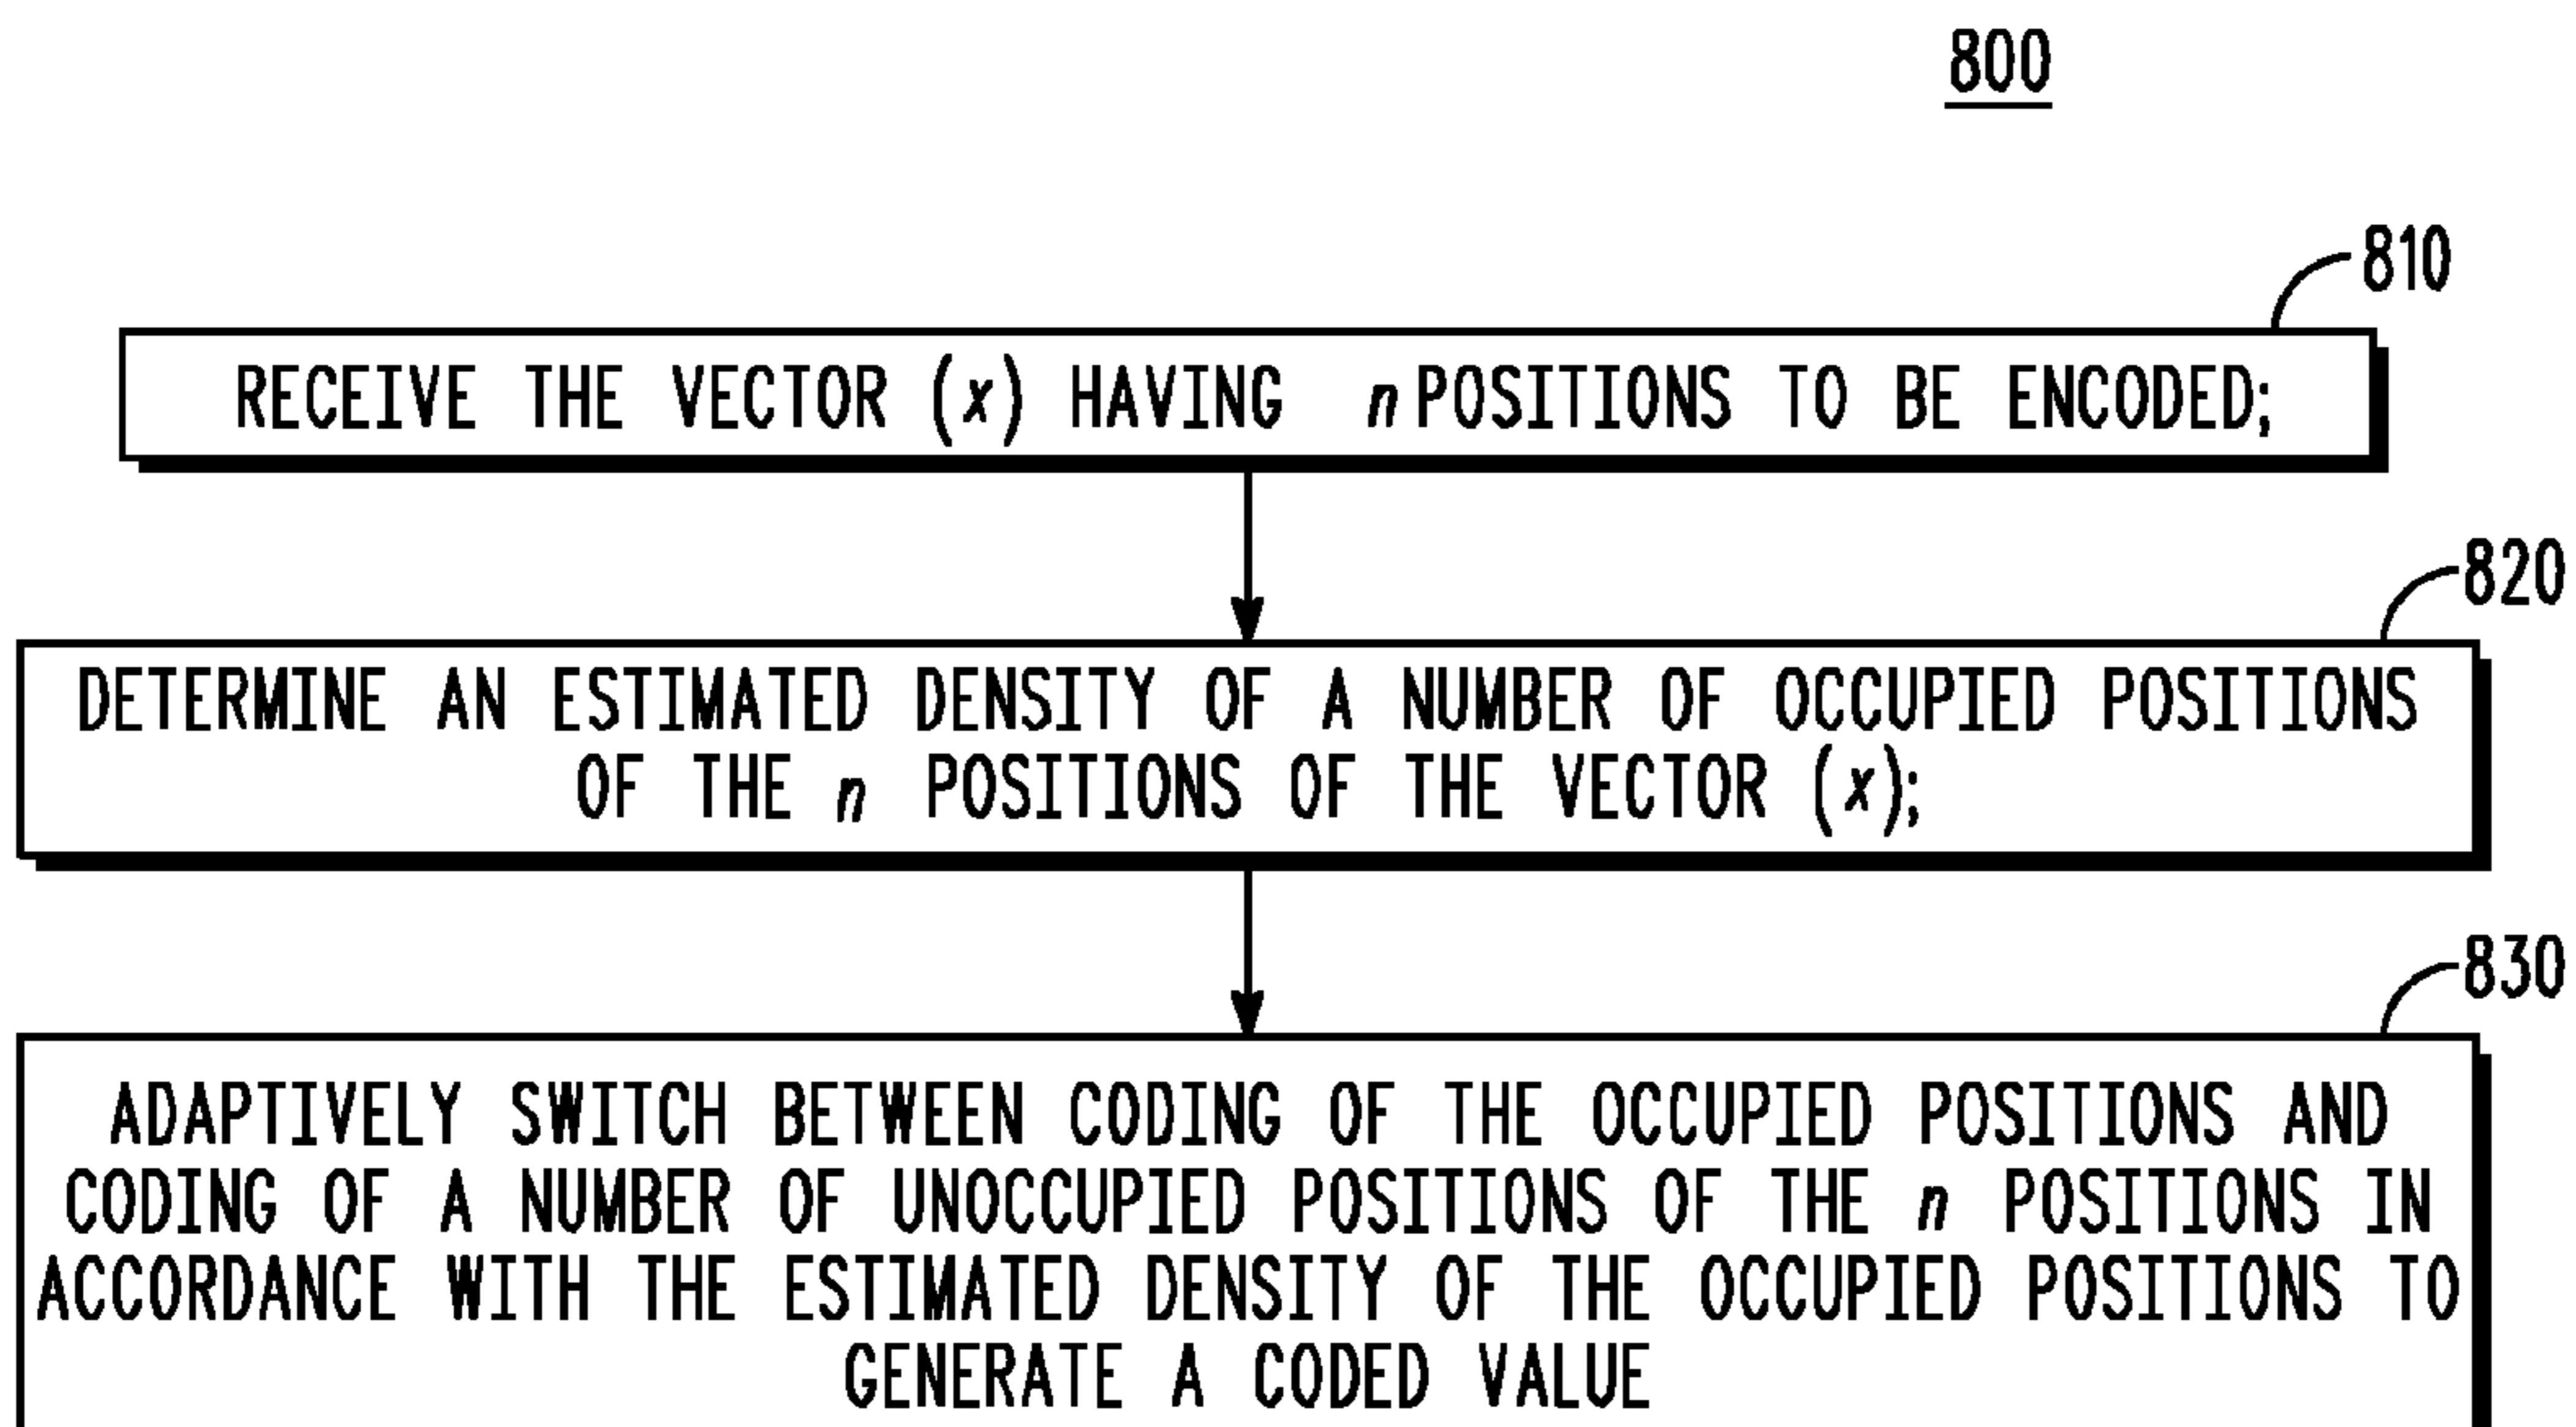 800
810
RECEIVE THE VECTOR (x) HAVING n POSITIONS TO BE ENCODED;
820
DETERMINE AN ESTIMATED DENSITY OF A NUMBER OF OCCUPIED POSITIONS
OF THE n POSITIONS OF THE VECTOR (x);
830
ADAPTIVELY SWITCH BETWEEN CODING OF THE OCCUPIED POSITIONS AND
CODING OF A NUMBER OF UNOCCUPIED POSITIONS OF THE n POSITIONS IN
ACCORDANCE WITH THE ESTIMATED DENSITY OF THE OCCUPIED POSITIONS TO
GENERATE A CODED VALUE